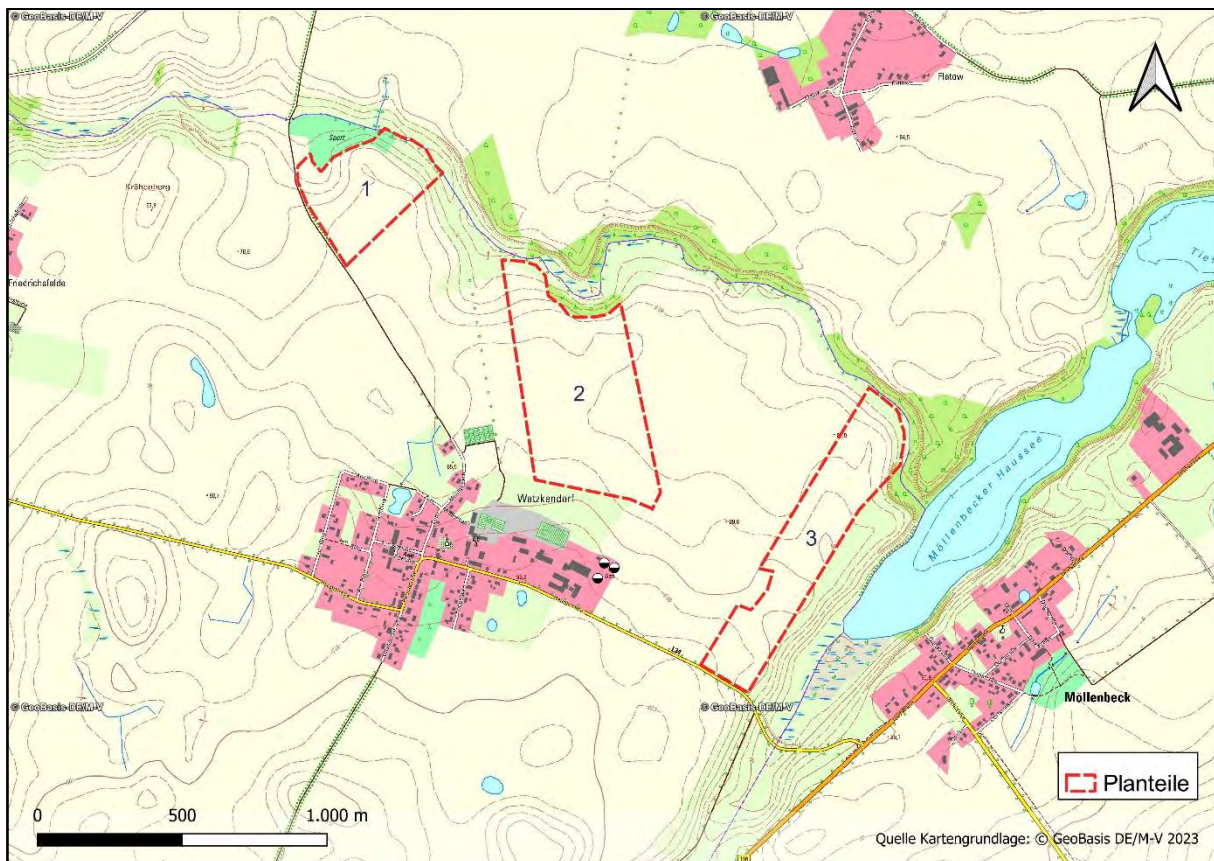 © GeoBasis-DE/M-V
© GeoBasis-DE/M-V
Flatow
Sport
1
Krähenberg
Friedrichsfelde
2
Watzkendorf
3
Möllenbecker Haussee
Möllenbeck
© GeoBasis-DE/M-V
© GeoBasis-DE/M-V
Planteile
0 500 1.000 m
Quelle Kartengrundlage: © GeoBasis DE/M-V 2023